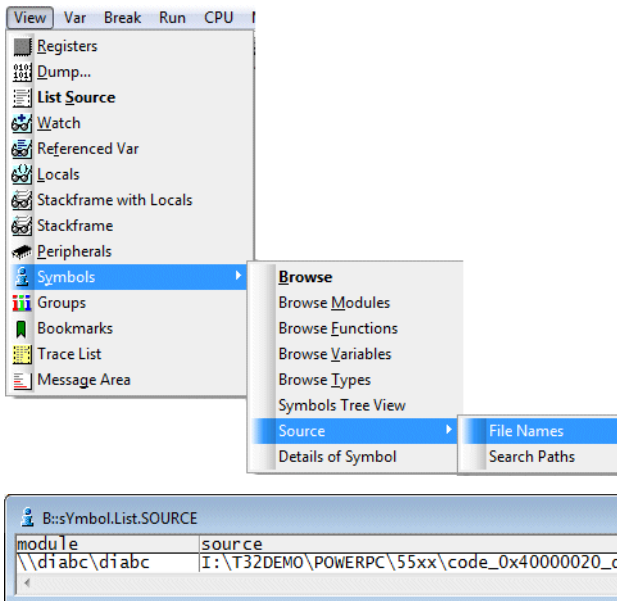 View Var Break Run CPU
Registers
Dump...
List Source
Watch
Referenced Var
Locals
Stackframe with Locals
Stackframe
Peripherals
Symbols
Groups
Bookmarks
Trace List
Message Area
Browse
Browse Modules
Browse Functions
Browse Variables
Browse Types
Symbols Tree View
Source
Details of Symbol
File Names
Search Paths
B::sYmbol.List.SOURCE
module source
\\diabc\diabc I:\T32DEMO\POWERPC\55xx\code_0x40000020_